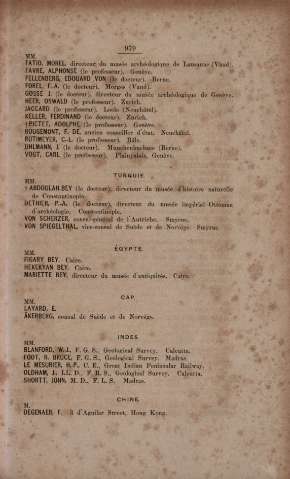 979
MM.
FATIO, MOREL, directeur du musée archéologique de Lausanne (Vaud).
FAVRE, ALPHONSE (le professeur). Genève.
FELLENBERG, EDOUARD VON (le docteur). Berne.
FOREL, F.-A. (le docteur). Morges (Vaud).
GOSSE J. (le docteur), directeur du musée archéologique de Genève.
HEER, OSWALD (le professeur). Zurich.
JACCARD (le professeur). Locle (Neuchâtel).
KELLER, FERDINAND (le docteur). Zurich.
†PICTET, ADOLPHE (le professeur). Genève.
ROUGEMONT, F. DE, ancien conseiller d'état. Neuchâtel.
RUTIMEYER, C.-L. (le professeur). Bâle.
UHLMANN, J. (le docteur). Munchenbuchsee (Berne).
VOGT, CARL (le professeur). Plainpalais, Genève.
TURQUIE.
MM.
†ABDOULAH-BEY (le docteur), directeur du musée d'histoire naturelle
de Constantinople.
DETHIER, P.-A. (le docteur), directeur du musée impérial Ottoman
d'archéologie. Constantinople.
VON SCHERZER, consul-général de l'Autriche. Smyrne.
VON SPIEGELTHAL, vice-consul de Suède et de Norvège. Smyrne.
ÉGYPTE.
MM.
FIGARY BEY. Caire.
HEKEKYAN BEY. Caire.
MARIETTE BEY, directeur du musée d'antiquités. Caire.
CAP.
MM.
LAYARD, E.
ÅKERBERG, consul de Suède et de Norvège.
INDES.
MM.
BLANFORD, W.-J., F. G. S., Geological Survey. Calcutta.
FOOT, R. BRUCE, F. G. S., Geological Survey. Madras.
LE MESURIER, H.-P., C. E., Great Indian Peninsular Railway.
OLDHAM, J., LL. D., F. R. S., Geological Survey. Calcutta.
SHORTT, JOHN, M. D., F. L. S. Madras.
CHINE.
M.
DEGENAER, F. 3 d'Aguilar Street, Hong Kong.